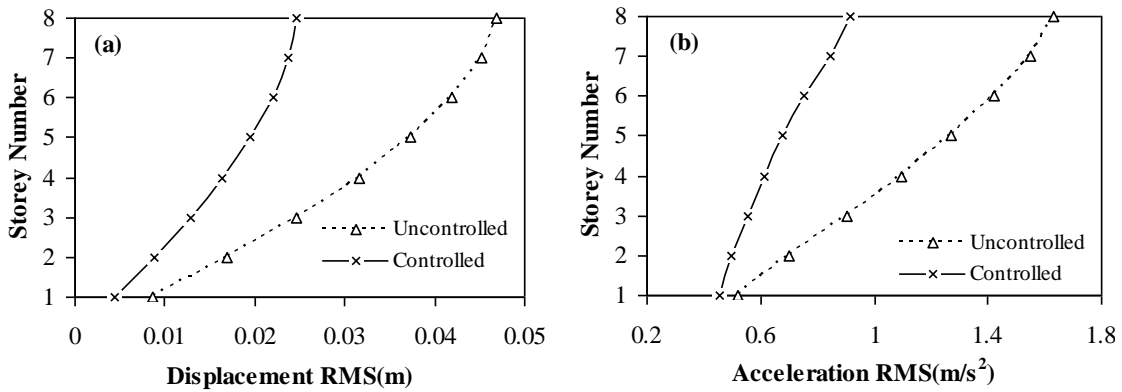 (a)
Storey Number
8
7
6
5
4
3
2
1
Uncontrolled
Controlled
0 0.01 0.02 0.03 0.04 0.05
Displacement RMS(m)
(b)
Storey Number
8
7
6
5
4
3
2
1
Uncontrolled
Controlled
0.2 0.6 1 1.4 1.8
Acceleration RMS(m/s²)